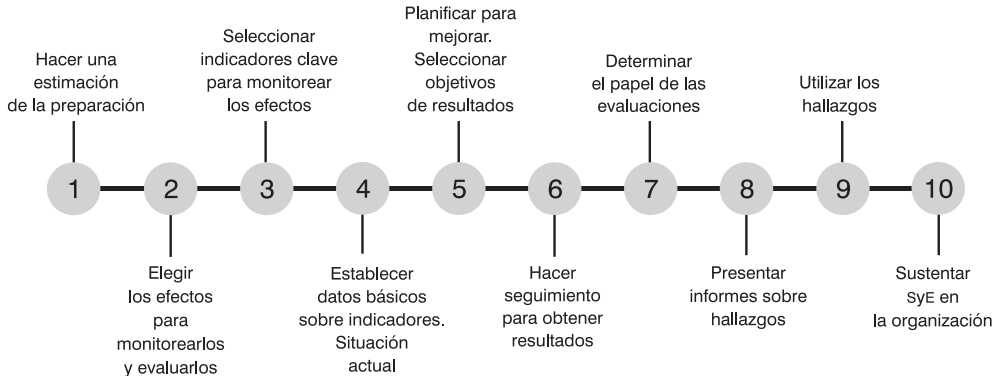 Hacer una
estimación
de la preparación
Seleccionar
indicadores clave
para monitorear
los efectos
Planificar para
mejorar.
Seleccionar
objetivos
de resultados
Determinar
el papel de las
evaluaciones
Utilizar los
hallazgos
1
2
3
4
5
6
7
8
9
10
Elegir
los efectos
para
monitorearlos
y evaluarlos
Establecer
datos básicos
sobre indicadores.
Situación
actual
Hacer
seguimiento
para obtener
resultados
Presentar
informes sobre
hallazgos
Sustentar
SyE en
la organización